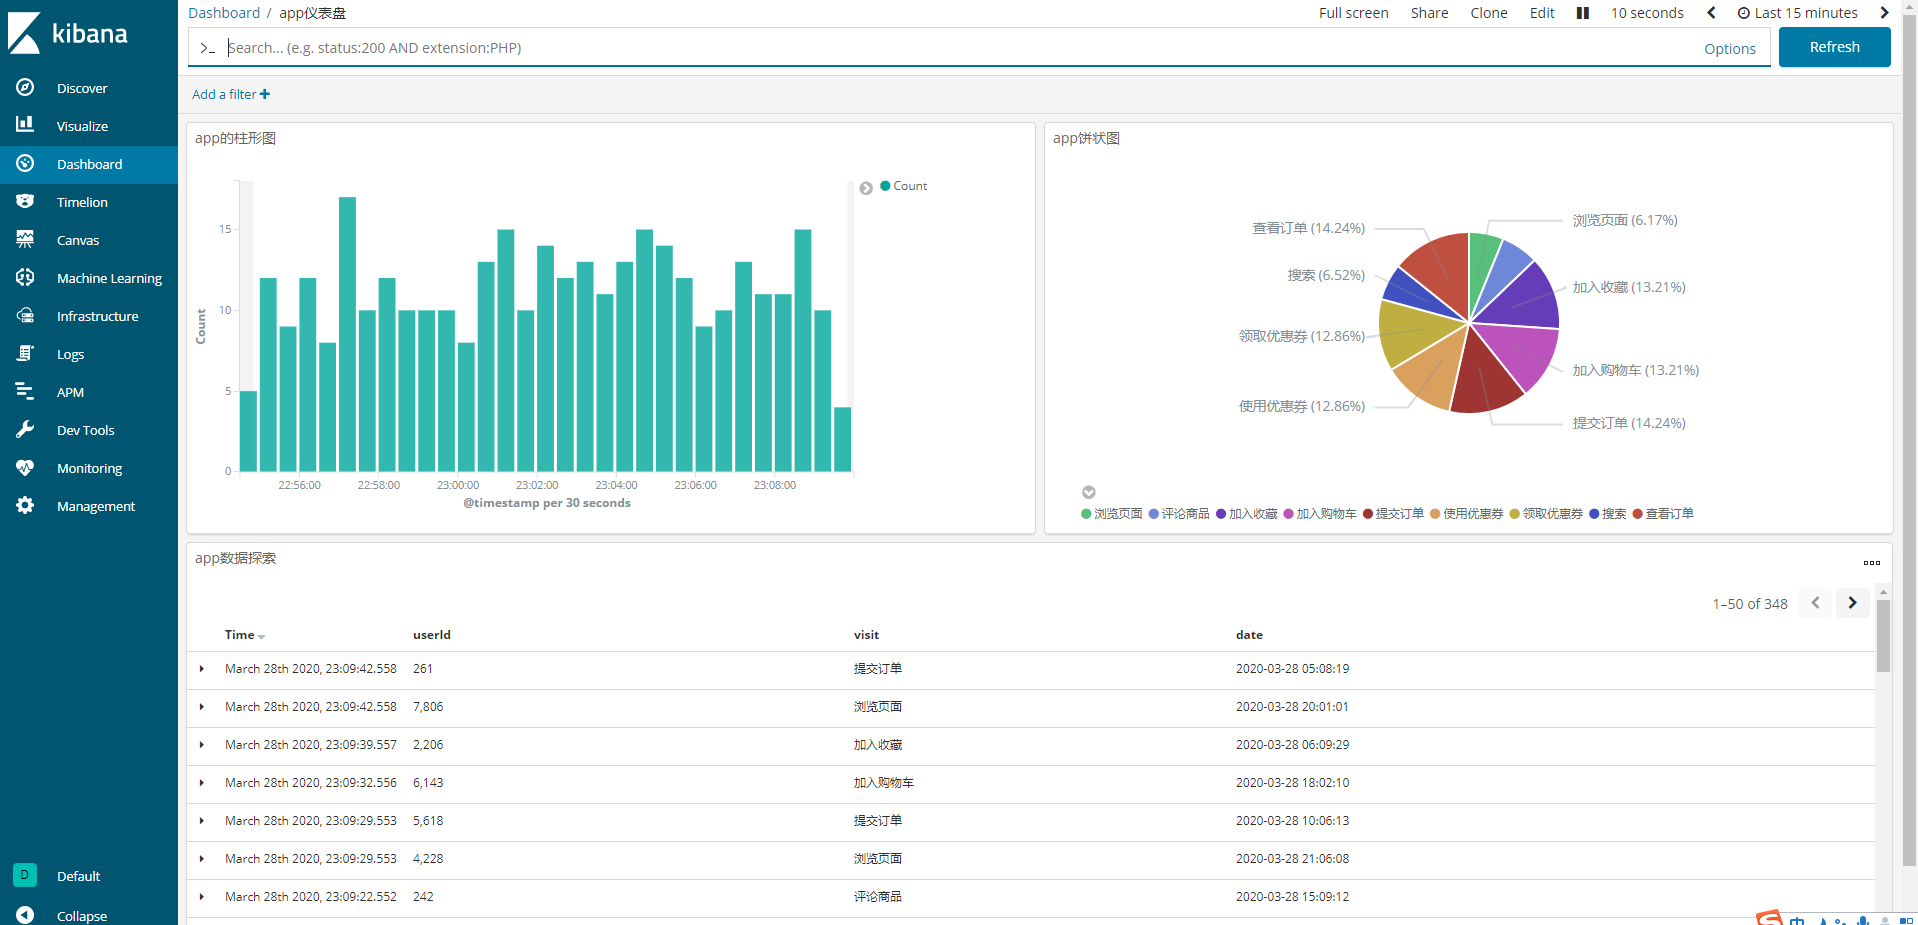 kibana
Discover
Visualize
Dashboard
Timelion
Canvas
Machine Learning
Infrastructure
Logs
APM
Dev Tools
Monitoring
Management
D Default
Collapse
Dashboard / app仪表盘
Full screen Share Clone Edit 10 seconds Last 15 minutes
>_ Search... (e.g. status:200 AND extension:PHP) Options Refresh
Add a filter
app的柱形图
Count
15
10
5
0
Count
22:56:00 22:58:00 23:00:00 23:02:00 23:04:00 23:06:00 23:08:00
@timestamp per 30 seconds
app饼状图
查看订单 (14.24%)
搜索 (6.52%)
领取优惠券 (12.86%)
使用优惠券 (12.86%)
浏览页面 (6.17%)
加入收藏 (13.21%)
加入购物车 (13.21%)
提交订单 (14.24%)
浏览页面 评论商品 加入收藏 加入购物车 提交订单 使用优惠券 领取优惠券 搜索 查看订单
app数据探索
1–50 of 348
Time userId visit date
March 28th 2020, 23:09:42.558 261 提交订单 2020-03-28 05:08:19
March 28th 2020, 23:09:42.558 7,806 浏览页面 2020-03-28 20:01:01
March 28th 2020, 23:09:39.557 2,206 加入收藏 2020-03-28 06:09:29
March 28th 2020, 23:09:32.556 6,143 加入购物车 2020-03-28 18:02:10
March 28th 2020, 23:09:29.553 5,618 提交订单 2020-03-28 10:06:13
March 28th 2020, 23:09:29.553 4,228 浏览页面 2020-03-28 21:06:08
March 28th 2020, 23:09:22.552 242 评论商品 2020-03-28 15:09:12